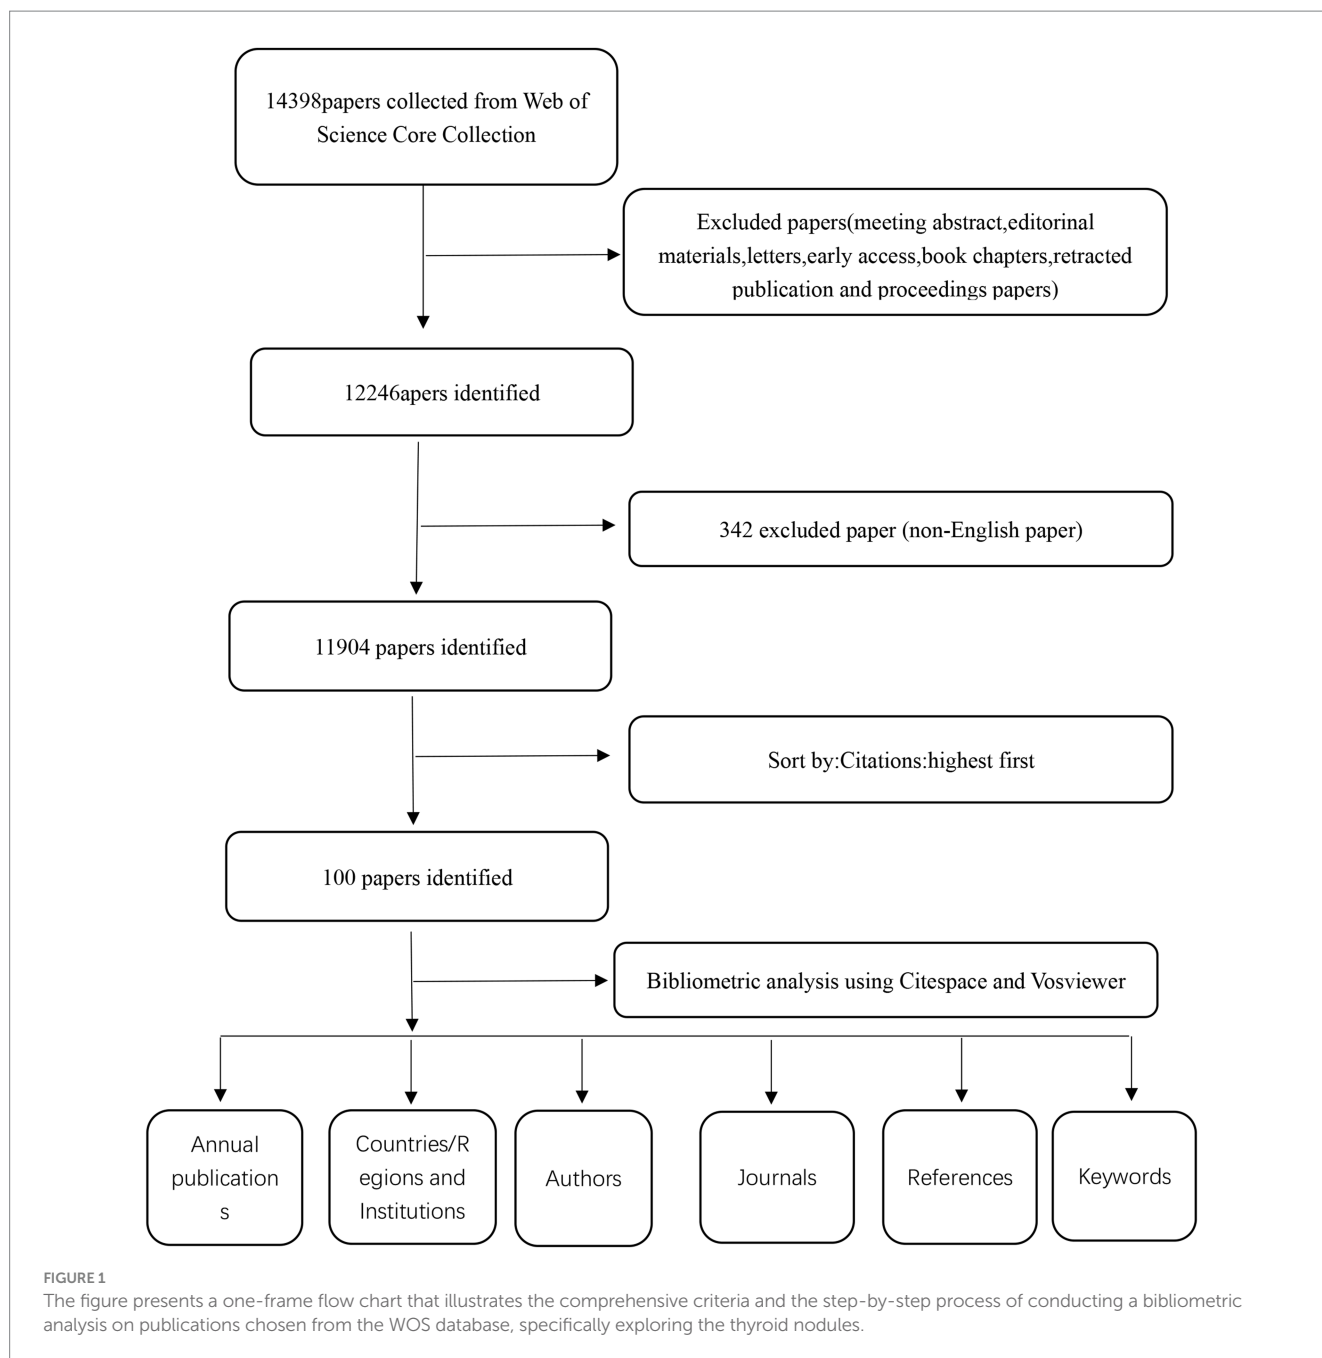 14398papers collected from Web of
Science Core Collection
Excluded papers(meeting abstract,editorinal
materials,letters,early access,book chapters,retracted
publication and proceedings papers)
12246apers identified
342 excluded paper (non-English paper)
11904 papers identified
Sort by:Citations:highest first
100 papers identified
Bibliometric analysis using Citespace and Vosviewer
Annual
publication
s
Countries/R
egions and
Institutions
Authors
Journals
References
Keywords
FIGURE 1
The figure presents a one-frame flow chart that illustrates the comprehensive criteria and the step-by-step process of conducting a bibliometric
analysis on publications chosen from the WOS database, specifically exploring the thyroid nodules.